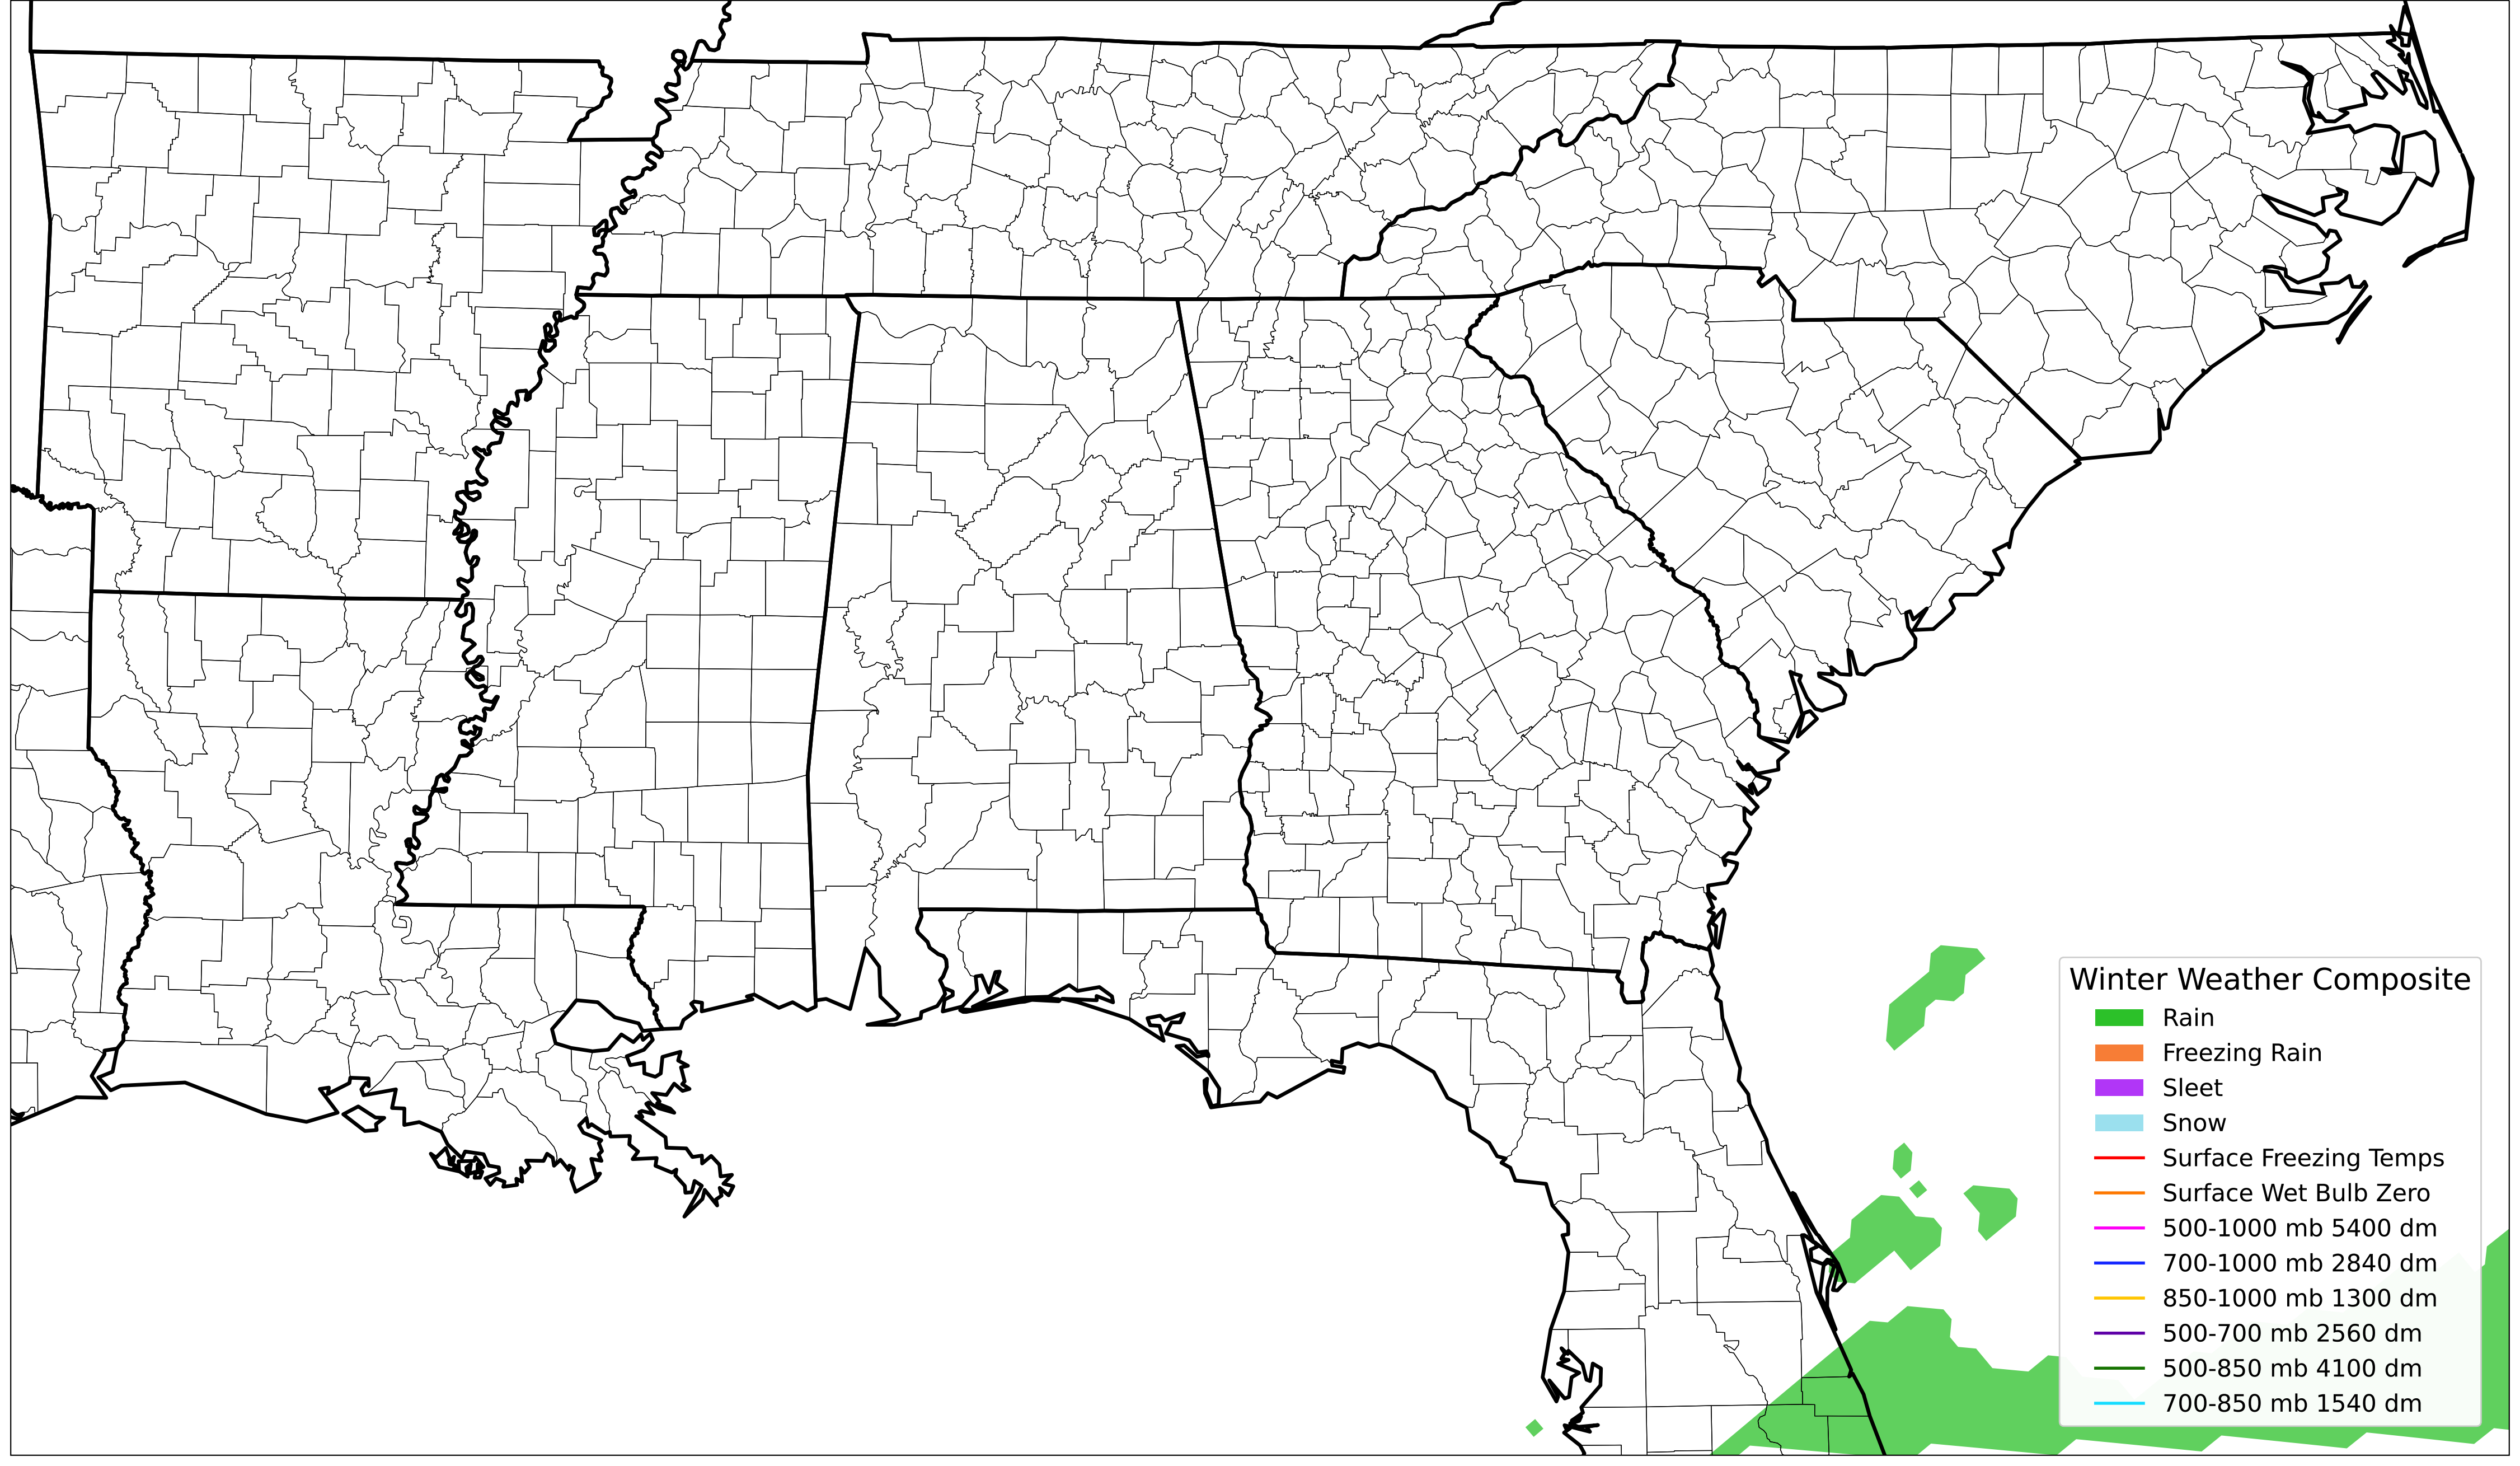 Winter Weather Composite
Rain
Freezing Rain
Sleet
Snow
Surface Freezing Temps
Surface Wet Bulb Zero
500-1000 mb 5400 dm
700-1000 mb 2840 dm
850-1000 mb 1300 dm
500-700 mb 2560 dm
500-850 mb 4100 dm
700-850 mb 1540 dm